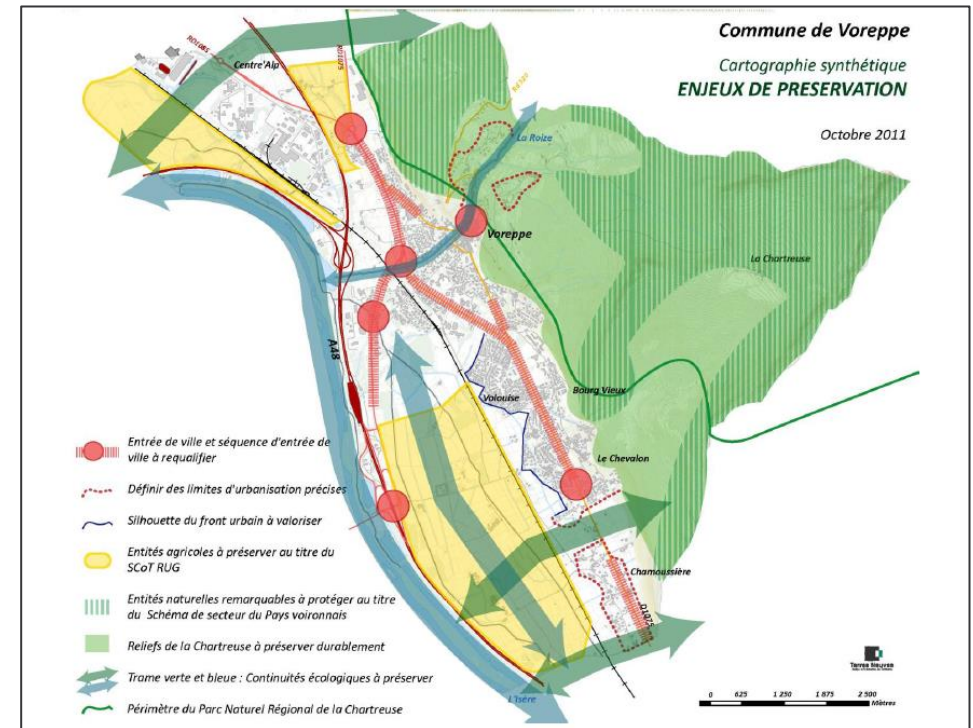 Commune de Voreppe
Cartographie synthétique
ENJEUX DE PRESERVATION
Octobre 2011
RD1085
Centre'Alp
RD1075
La Roize
Voreppe
La Chartreuse
A48
Volouise
Bourg Vieux
Le Chevalon
Chamoussière
D1075
L'Isère
Entrée de ville et séquence d'entrée de
ville à requalifier
Définir des limites d'urbanisation précises
Silhouette du front urbain à valoriser
Entités agricoles à préserver au titre du
SCoT RUG
Entités naturelles remarquables à protéger au titre
du Schéma de secteur du Pays voironnais
Reliefs de la Chartreuse à préserver durablement
Trame verte et bleue : Continuités écologiques à préserver
Périmètre du Parc Naturel Régional de la Chartreuse
Terres Neuves
0 625 1 250 1 875 2 500
Mètres